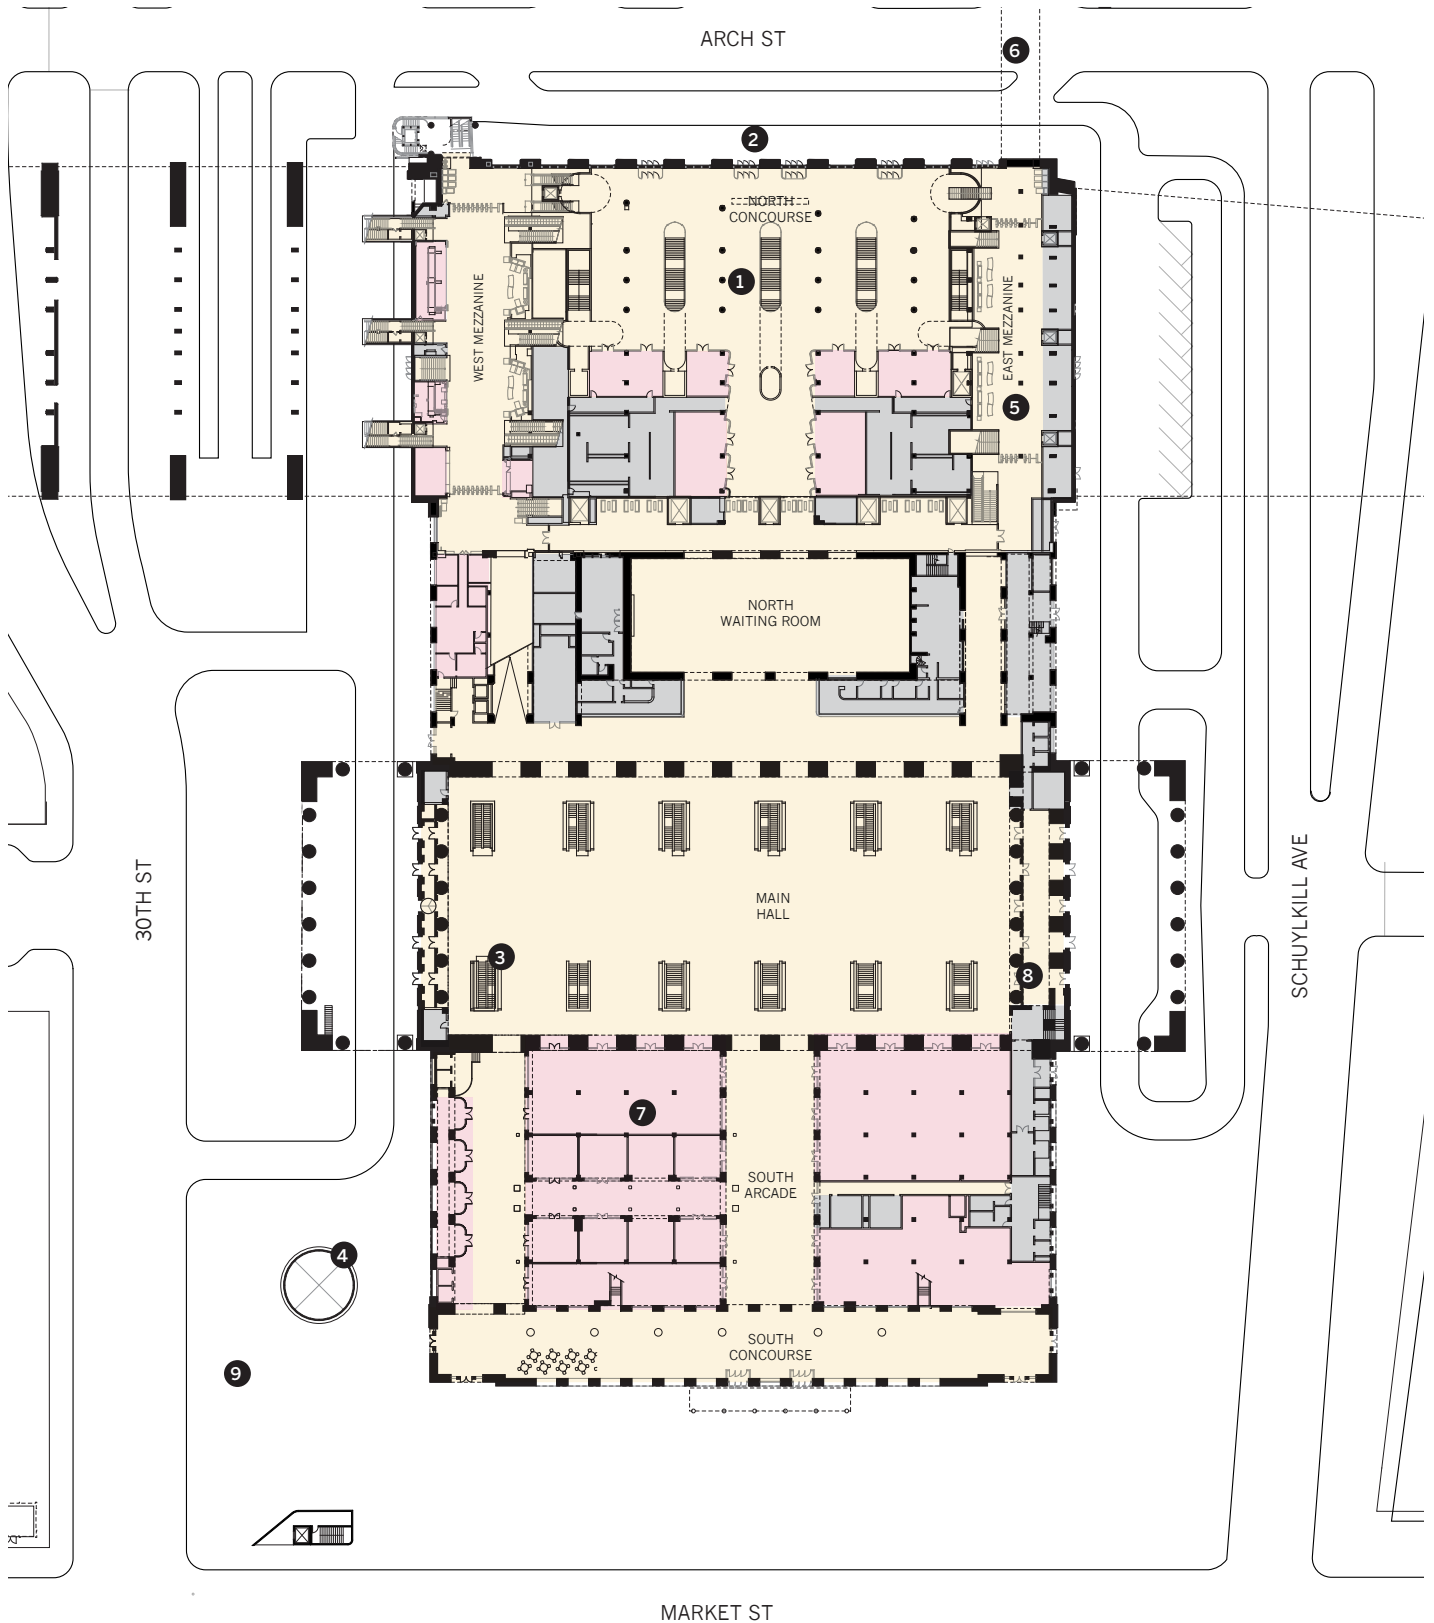 ARCH ST
6
2
NORTH
CONCOURSE
1
WEST MEZZANINE
EAST MEZZANINE
5
NORTH
WAITING ROOM
30TH ST
MAIN
HALL
SCHUYLKILL AVE
3
8
7
SOUTH
ARCADE
4
SOUTH
CONCOURSE
9
MARKET ST